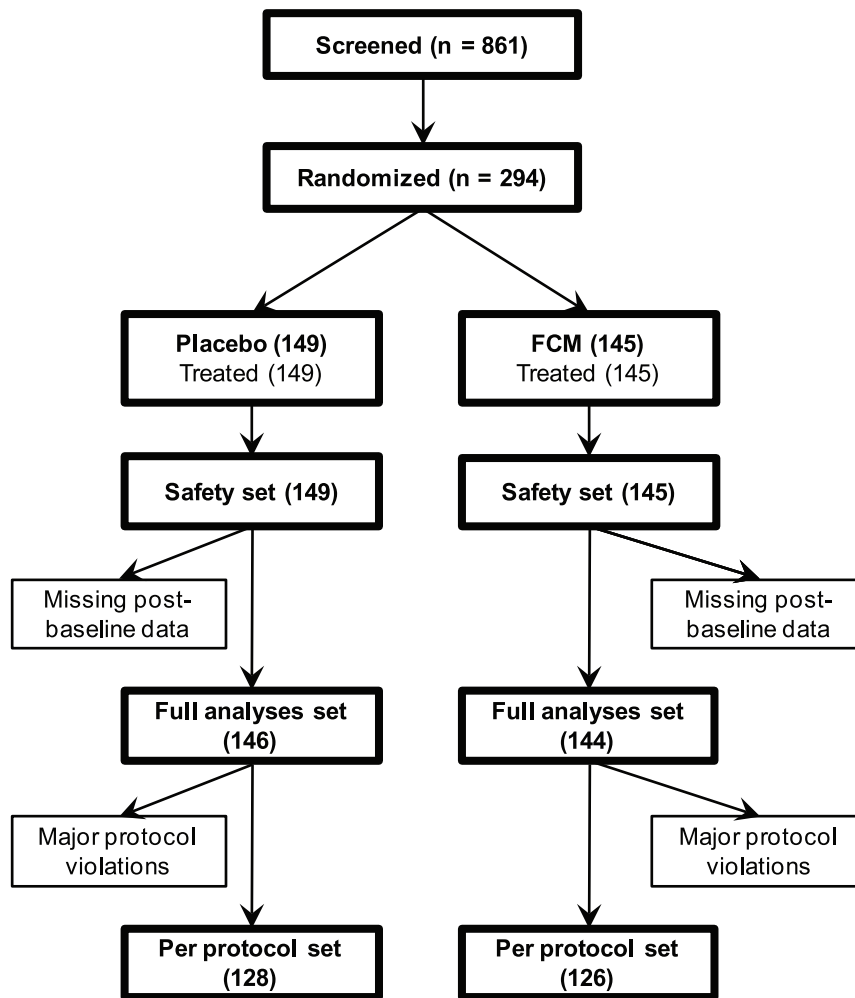 Screened (n = 861)
Randomized (n = 294)
Placebo (149)
Treated (149)
FCM (145)
Treated (145)
Safety set (149)
Safety set (145)
Missing post-
baseline data
Missing post-
baseline data
Full analyses set
(146)
Full analyses set
(144)
Major protocol
violations
Major protocol
violations
Per protocol set
(128)
Per protocol set
(126)